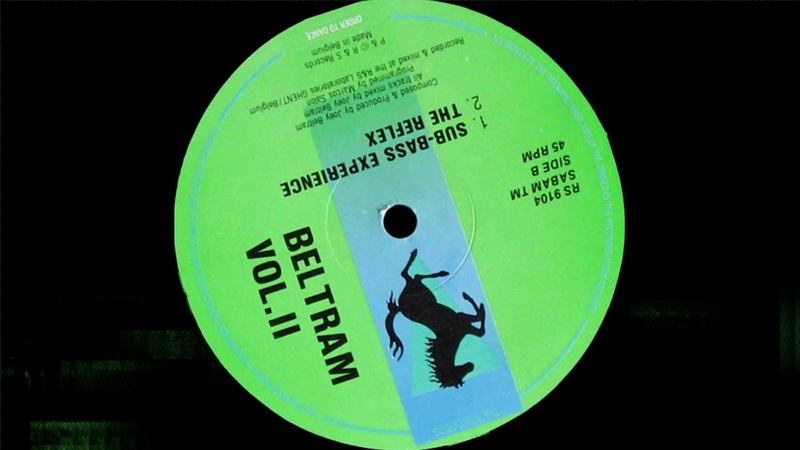 BELTRAM
VOL.II
1. SUB-BASS EXPERIENCE
2. THE REFLEX
Composed & Produced by Joey Beltram
All tracks mixed by Joey Beltram
Programmed by Marcos Salon
Recorded & mixed at the R&S Laboratories GHENT/Belgium
P & © R & S Records
Made in Belgium
ORDER TO DANCE
RS 9104
SABAM TM
SIDE B
45 RPM